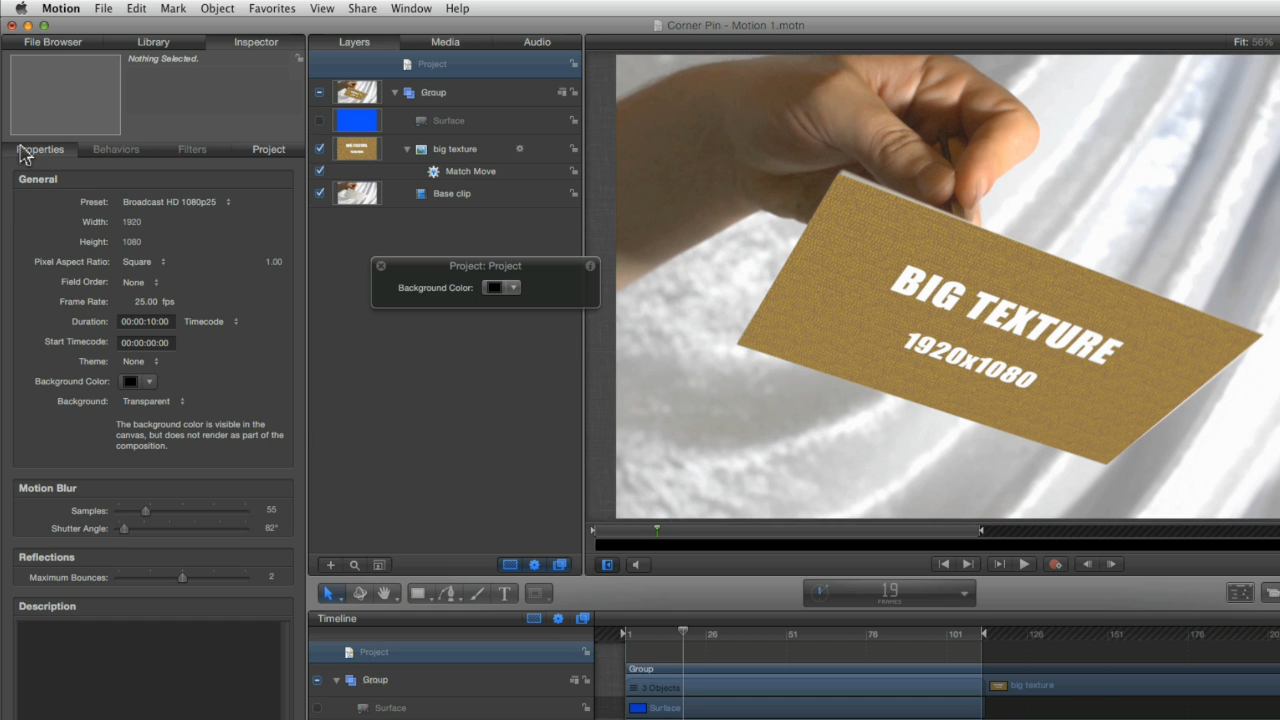 Motion File Edit Mark Object Favorites View Share Window Help
Corner Pin - Motion 1.motn
File Browser Library Inspector
Layers Media Audio
Fit: 56%
Nothing Selected.
Properties Behaviors Filters Project
General
Preset: Broadcast HD 1080p25
Width: 1920
Height: 1080
Pixel Aspect Ratio: Square 1.00
Field Order: None
Frame Rate: 25.00 fps
Duration: 00:00:10:00 Timecode
Start Timecode: 00:00:00:00
Theme: None
Background Color:
Background: Transparent
The background color is visible in the
canvas, but does not render as part of the
composition.
Motion Blur
Samples: 55
Shutter Angle: 82°
Reflections
Maximum Bounces: 2
Description
Project
Group
Surface
big texture
Match Move
Base clip
Project: Project
Background Color:
BIG TEXTURE
1920x1080
T
19
FRAMES
Timeline
1 26 51 76 101 126 151 176
Project
Group
Surface
Group
3 Objects
big texture
Surface